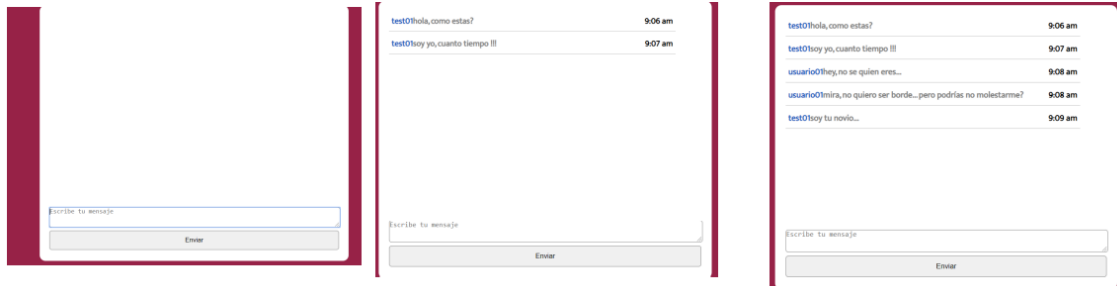 Escribe tu mensaje
Enviar
test01hola, como estas? 9:06 am
test01soy yo, cuanto tiempo !!! 9:07 am
Escribe tu mensaje
Enviar
test01hola, como estas? 9:06 am
test01soy yo, cuanto tiempo !!! 9:07 am
usuario01hey, no se quien eres... 9:08 am
usuario01mira, no quiero ser borde...pero podrías no molestarme? 9:08 am
test01soy tu novio... 9:09 am
Escribe tu mensaje
Enviar